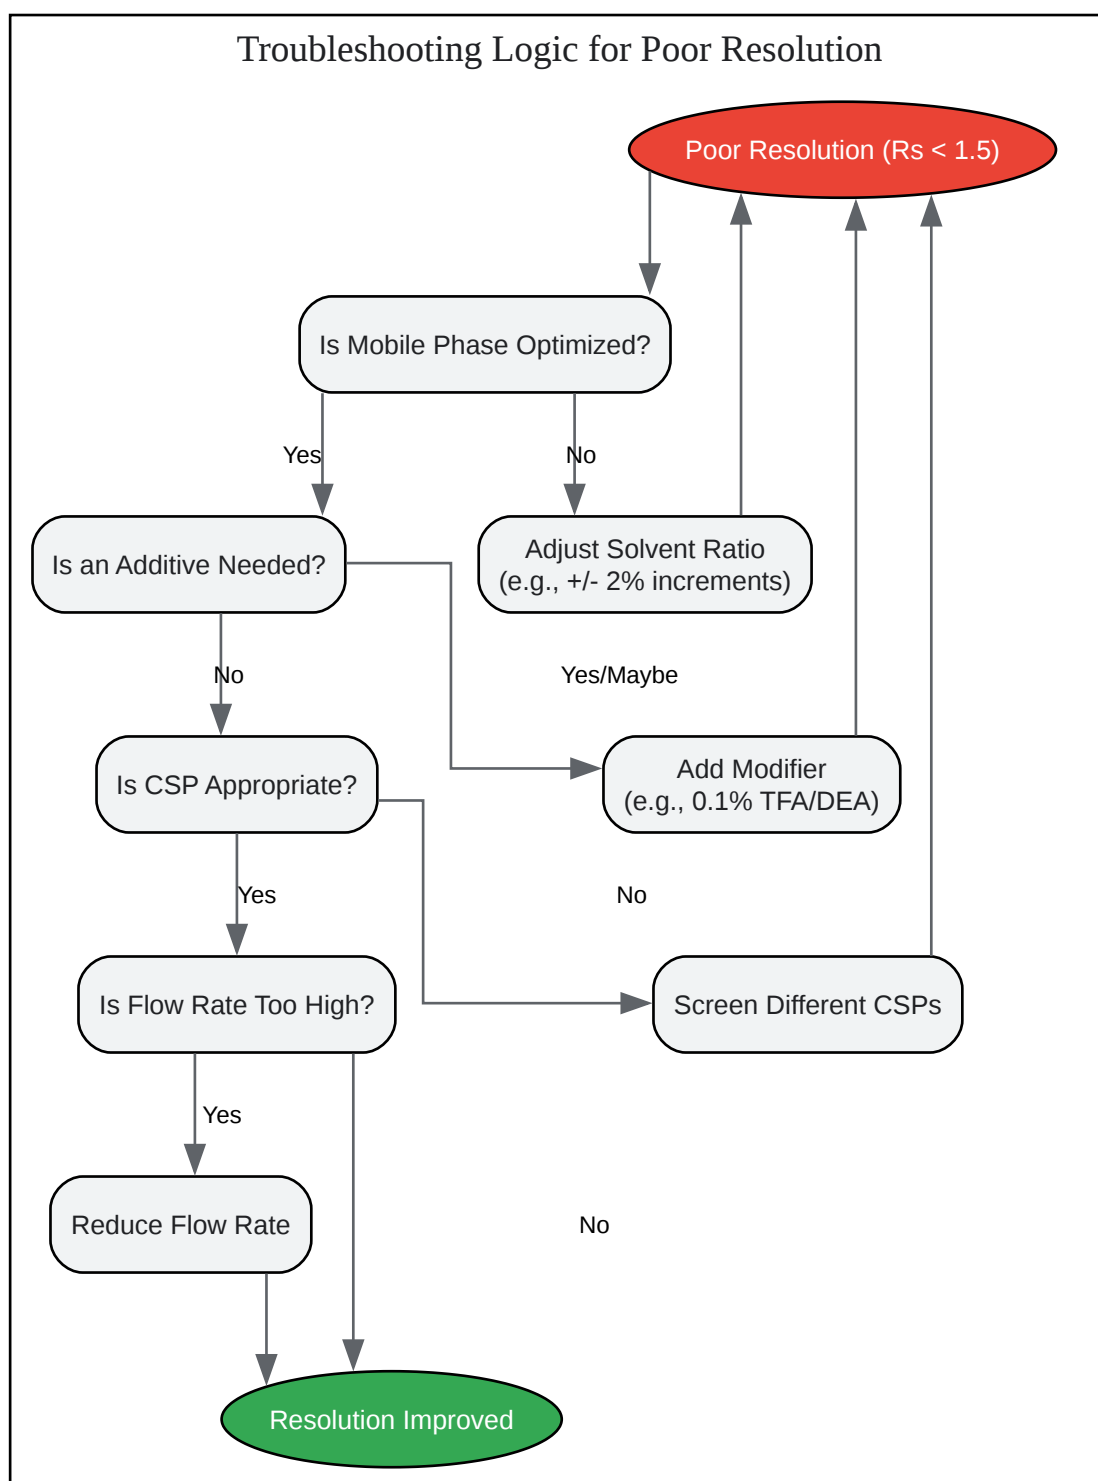 Troubleshooting Logic for Poor Resolution
Poor Resolution (Rs < 1.5)
Is Mobile Phase Optimized?
Yes
No
Is an Additive Needed?
Adjust Solvent Ratio
(e.g., +/- 2% increments)
No
Yes/Maybe
Is CSP Appropriate?
Add Modifier
(e.g., 0.1% TFA/DEA)
Yes
No
Is Flow Rate Too High?
Screen Different CSPs
Yes
Reduce Flow Rate
No
Resolution Improved